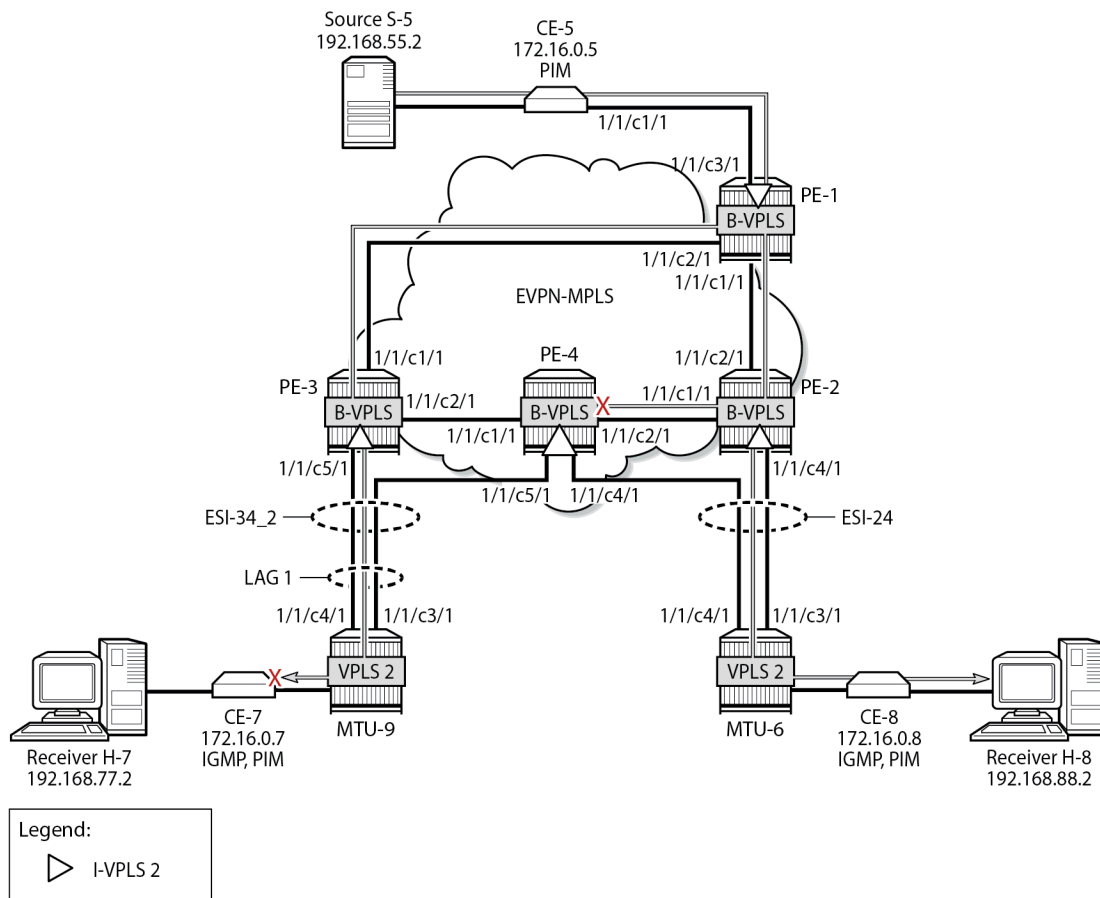 Source S-5
192.168.55.2
CE-5
172.16.0.5
PIM
1/1/c1/1
1/1/c3/1
PE-1
B-VPLS
1/1/c2/1
1/1/c1/1
EVPN-MPLS
1/1/c1/1
PE-4
1/1/c2/1
PE-3
PE-2
B-VPLS
1/1/c2/1
B-VPLS
1/1/c1/1
B-VPLS
1/1/c1/1
1/1/c2/1
1/1/c5/1
1/1/c4/1
1/1/c5/1
1/1/c4/1
ESI-34_2
ESI-24
LAG 1
1/1/c4/1
1/1/c3/1
1/1/c4/1
1/1/c3/1
X
VPLS 2
VPLS 2
CE-7
172.16.0.7
IGMP, PIM
MTU-9
MTU-6
CE-8
172.16.0.8
IGMP, PIM
Receiver H-7
192.168.77.2
Receiver H-8
192.168.88.2
Legend:
I-VPLS 2